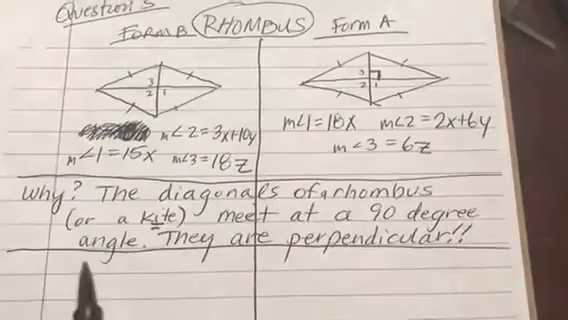 Question 5
FORM B RHOMBUS Form A
3
2 1
3
2 1
m<2=3x+10y
m<1=15x m<3=18z
m<1=18x m<2=2x+6y
m<3=6z
Why? The diagonals of a rhombus
(or a kite) meet at a 90 degree
angle. They are perpendicular!!